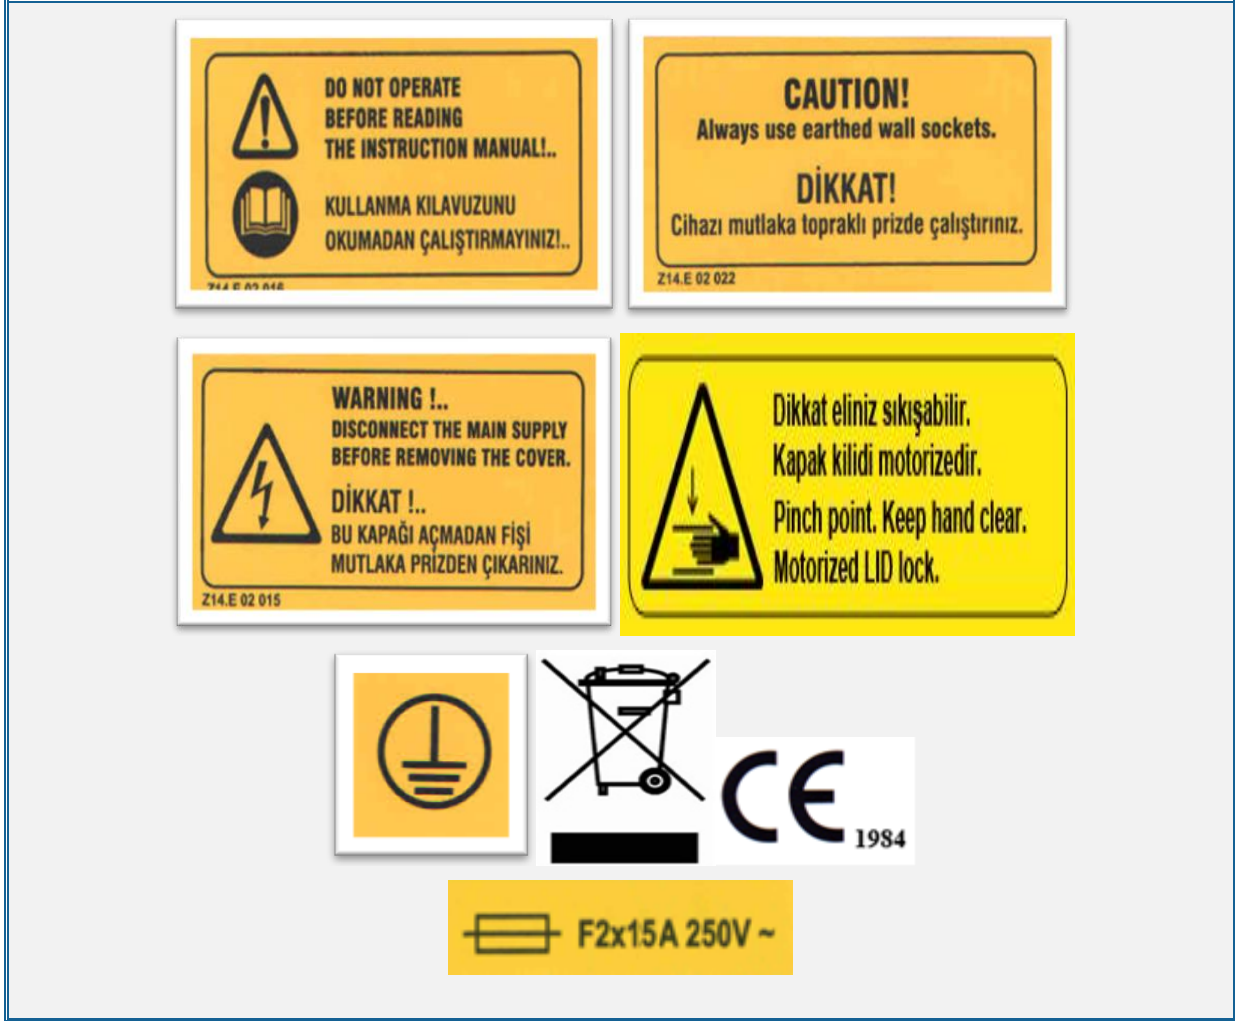 DO NOT OPERATE
BEFORE READING
THE INSTRUCTION MANUAL!..
KULLANMA KILAVUZUNU
OKUMADAN ÇALIŞTIRMAYINIZ!..
Z14.E 02 016
CAUTION!
Always use earthed wall sockets.
DİKKAT!
Cihazı mutlaka topraklı prizde çalıştırınız.
Z14.E 02 022
WARNING !..
DISCONNECT THE MAIN SUPPLY
BEFORE REMOVING THE COVER.
DİKKAT !..
BU KAPAĞI AÇMADAN FİŞİ
MUTLAKA PRİZDEN ÇIKARINIZ.
Z14.E 02 015
Dikkat eliniz sıkışabilir.
Kapak kilidi motorizedir.
Pinch point. Keep hand clear.
Motorized LID lock.
CE
1984
F2x15A 250V ~